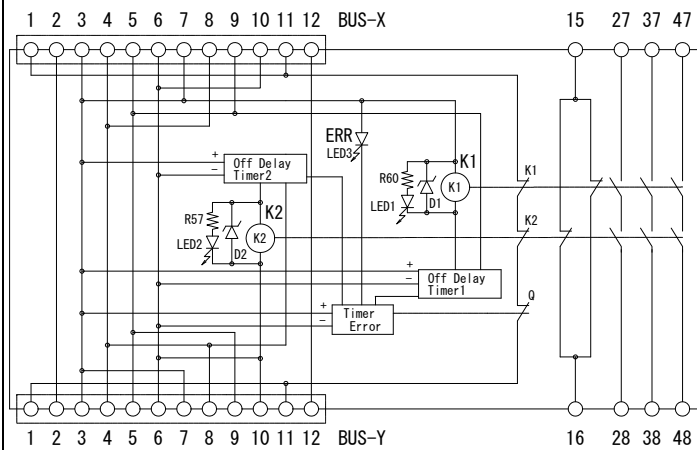 1 2 3 4 5 6 7 8 9 10 11 12 BUS-X 15 27 37 47
ERR
LED3
K1
K1
+
−
Off Delay
Timer2
R60
K1
LED1
D1
K2
K2
R57
K2
LED2
D2
+
−
Off Delay
Timer1
Q
+
−
Timer
Error
1 2 3 4 5 6 7 8 9 10 11 12 BUS-Y 16 28 38 48